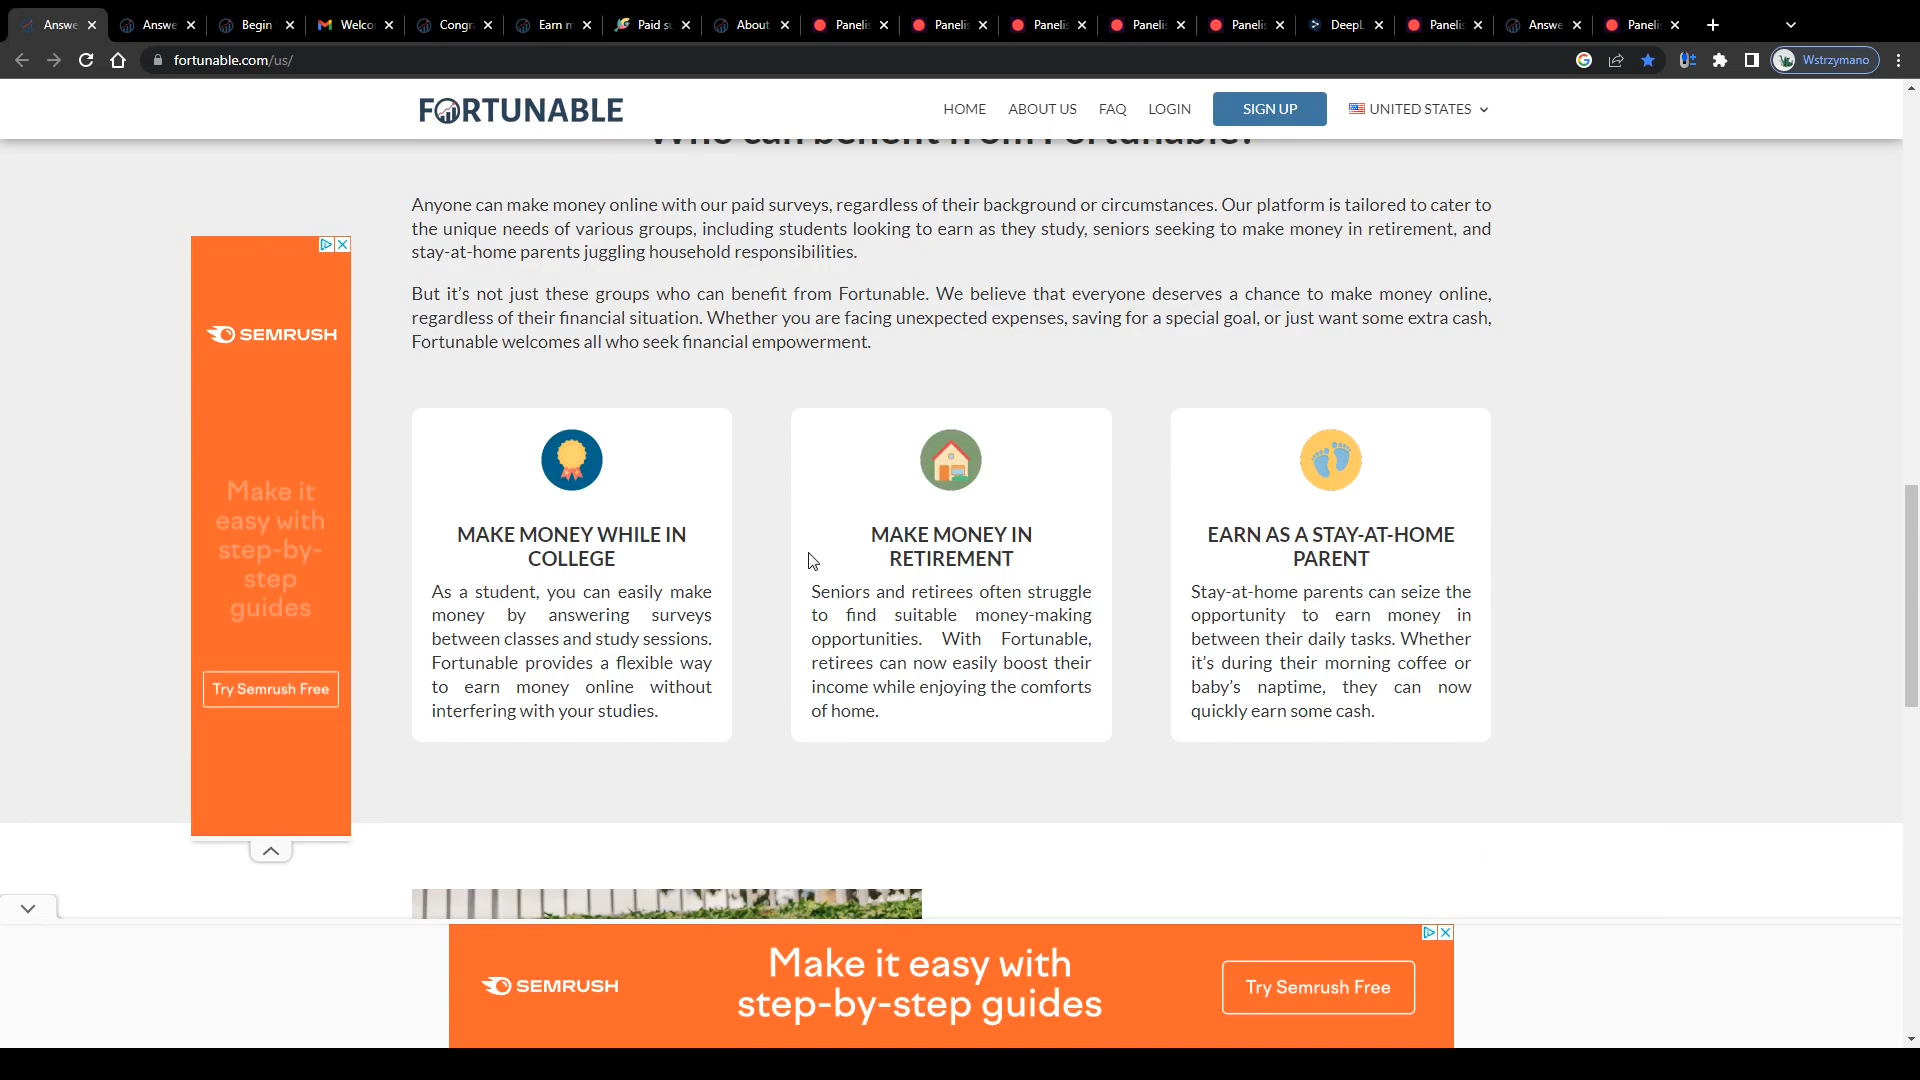 Answe
Answe
Begin
Welco
Congr
Earn m
Paid su
About
Panelis
Panelis
Panelis
Panelis
Panelis
DeepL
Panelis
Answe
Panelis
fortunable.com/us/
Wstrzymano
FORTUNABLE
HOME
ABOUT US
FAQ
LOGIN
SIGN UP
UNITED STATES
Who can benefit from Fortunable?
Anyone can make money online with our paid surveys, regardless of their background or circumstances. Our platform is tailored to cater to
the unique needs of various groups, including students looking to earn as they study, seniors seeking to make money in retirement, and
stay-at-home parents juggling household responsibilities.
But it’s not just these groups who can benefit from Fortunable. We believe that everyone deserves a chance to make money online,
regardless of their financial situation. Whether you are facing unexpected expenses, saving for a special goal, or just want some extra cash,
Fortunable welcomes all who seek financial empowerment.
SEMRUSH
Make it
easy with
step-by-
step
guides
Try Semrush Free
MAKE MONEY WHILE IN
COLLEGE
As a student, you can easily make
money by answering surveys
between classes and study sessions.
Fortunable provides a flexible way
to earn money online without
interfering with your studies.
MAKE MONEY IN
RETIREMENT
Seniors and retirees often struggle
to find suitable money-making
opportunities. With Fortunable,
retirees can now easily boost their
income while enjoying the comforts
of home.
EARN AS A STAY-AT-HOME
PARENT
Stay-at-home parents can seize the
opportunity to earn money in
between their daily tasks. Whether
it’s during their morning coffee or
baby’s naptime, they can now
quickly earn some cash.
SEMRUSH
Make it easy with
step-by-step guides
Try Semrush Free